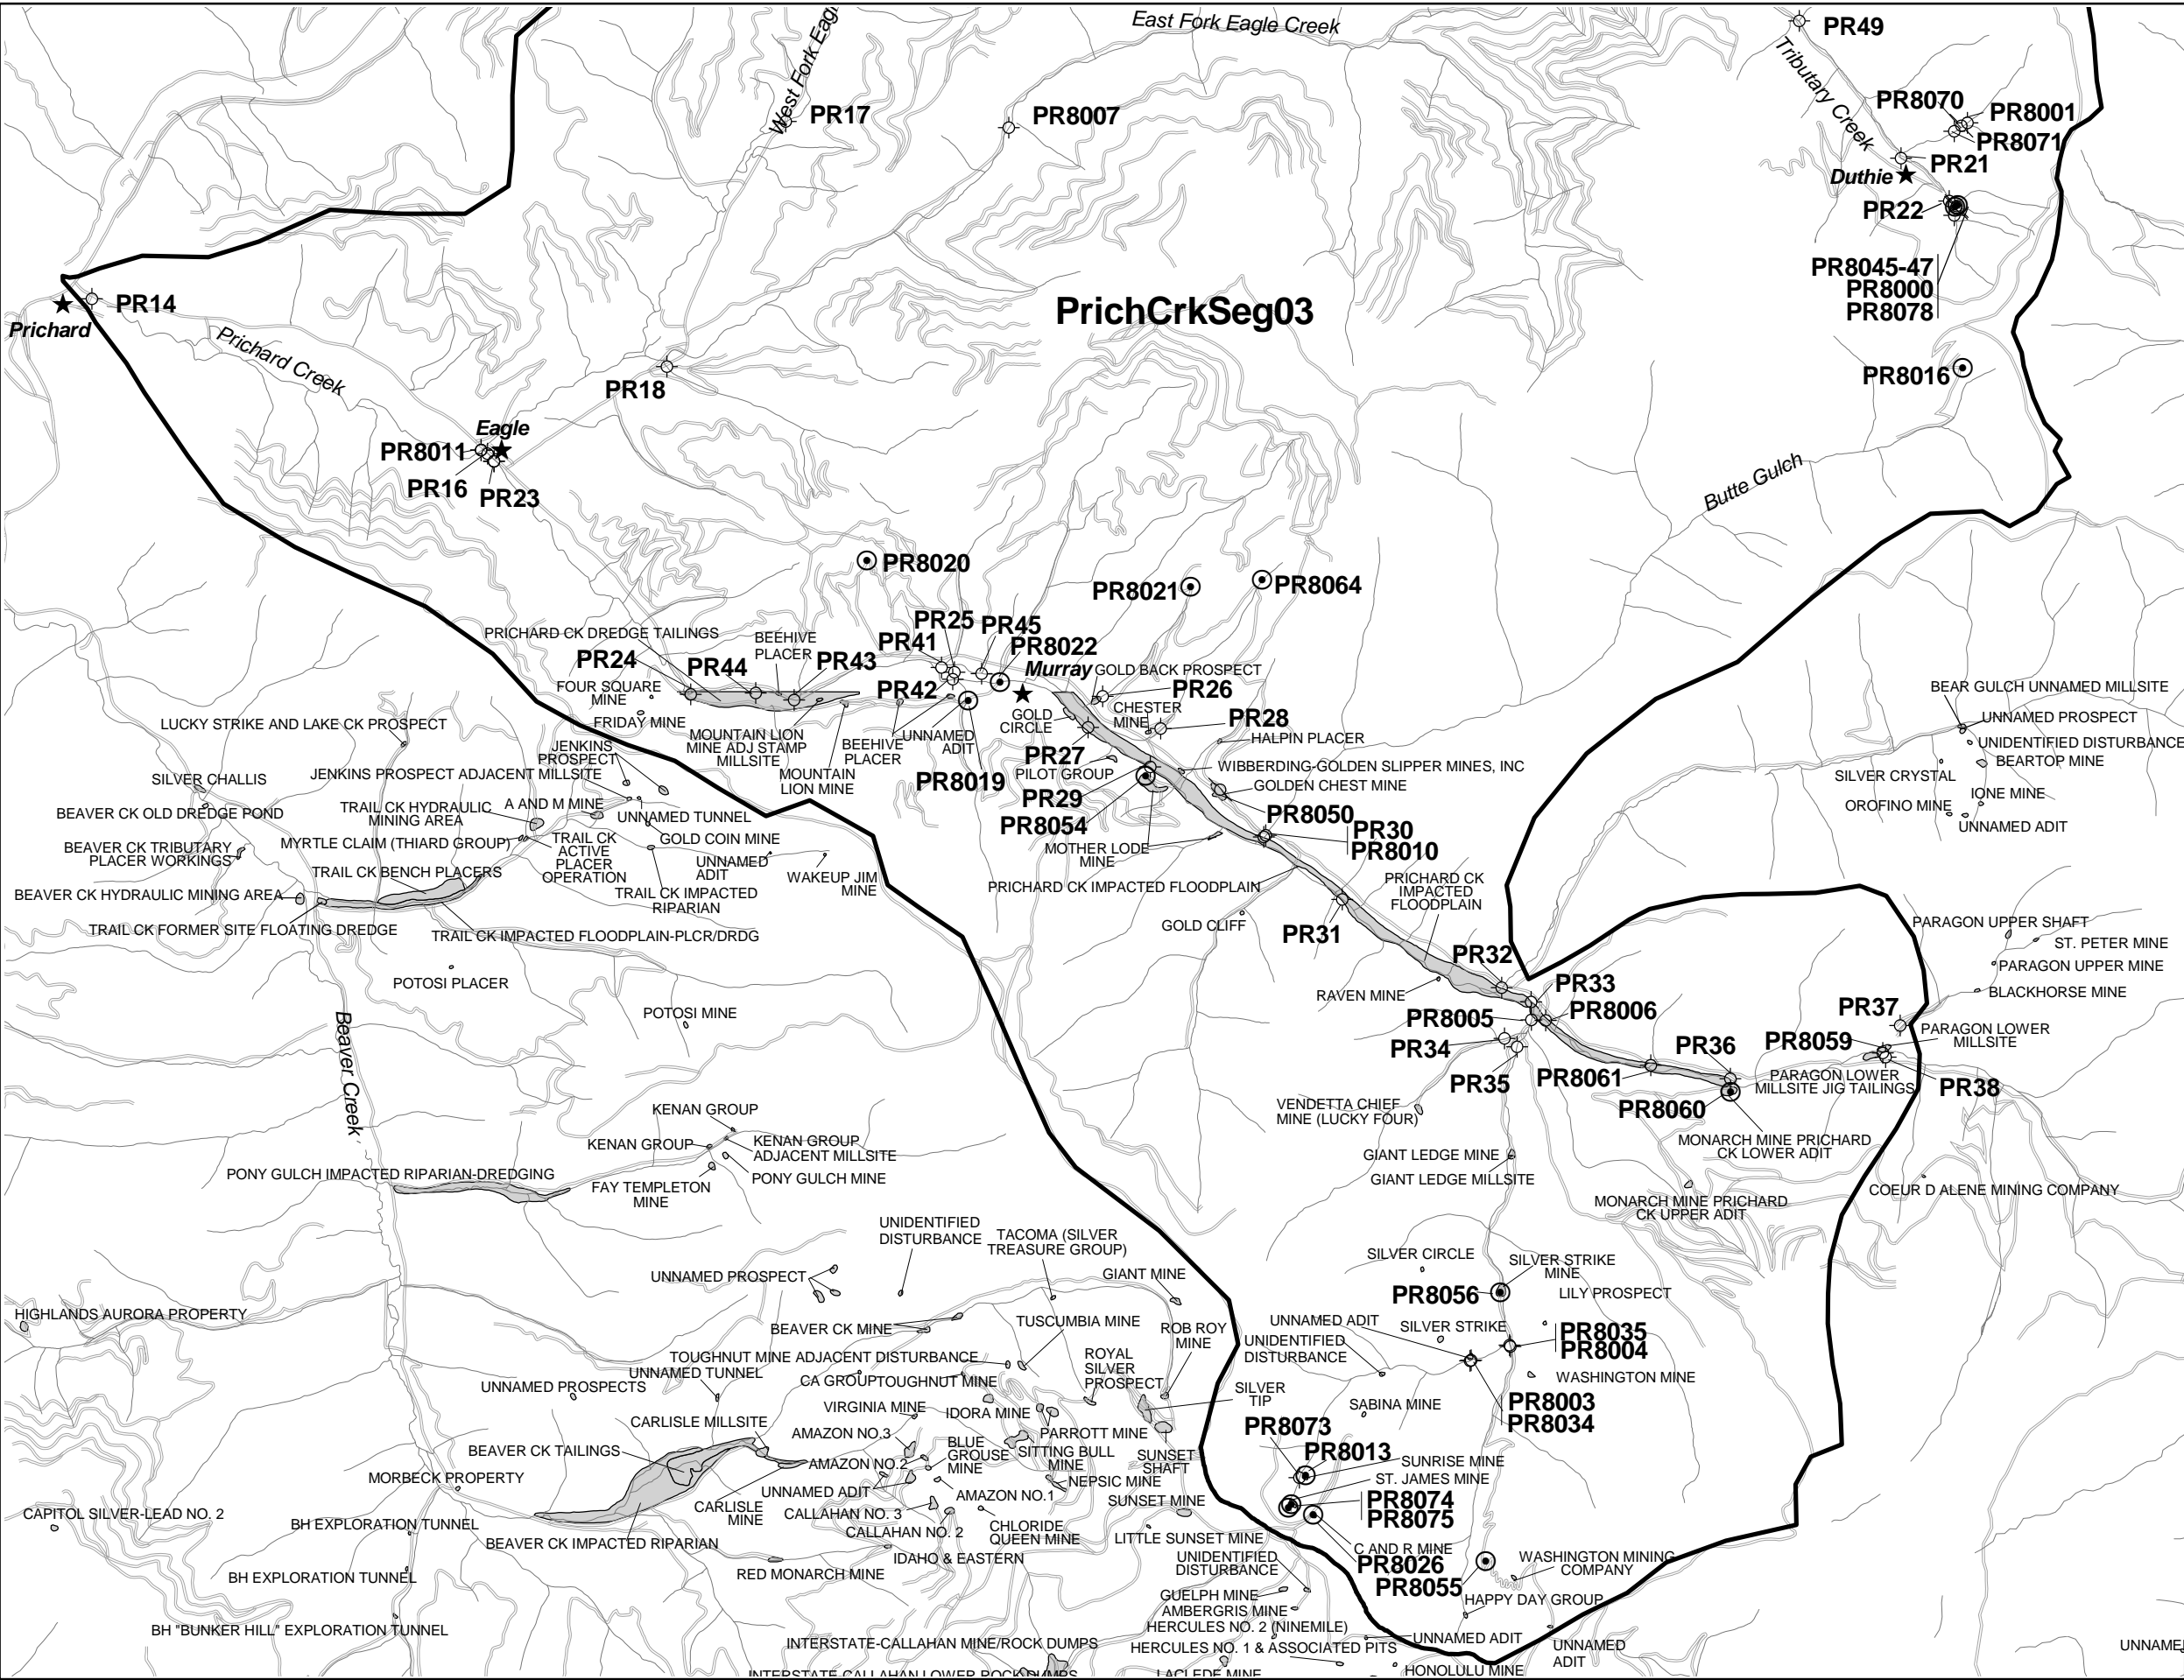 East Fork Eagle Creek
PR49
West Fork Eagl
Tributary Creek
PR17
PR8007
PR8070
PR8001
PR8071
PR21
Duthie
PR22
PR8045-47
PR8000
PR8078
PR14
Prichard
Prichard Creek
PrichCrkSeg03
PR18
PR8016
Eagle
PR8011
PR16
PR23
Butte Gulch
PR8020
PR8021
PR8064
PR25
PR45
PRICHARD CK DREDGE TAILINGS
BEEHIVE
PLACER
PR41
PR8022
PR24
PR44
PR43
Murray
GOLD BACK PROSPECT
FOUR SQUARE
MINE
PR42
PR26
FRIDAY MINE
GOLD
CIRCLE
CHESTER
MINE
PR28
MOUNTAIN LION
MINE ADJ STAMP
MILLSITE
BEEHIVE
PLACER
UNNAMED
ADIT
HALPIN PLACER
BEAR GULCH UNNAMED MILLSITE
UNNAMED PROSPECT
UNIDENTIFIED DISTURBANCE
BEARTOP MINE
SILVER CRYSTAL
IONE MINE
OROFINO MINE
UNNAMED ADIT
LUCKY STRIKE AND LAKE CK PROSPECT
JENKINS
PROSPECT
JENKINS PROSPECT ADJACENT MILLSITE
MOUNTAIN
LION MINE
PR8019
PR27
PILOT GROUP
WIBBERDING-GOLDEN SLIPPER MINES, INC
GOLDEN CHEST MINE
PR29
PR8054
PR8050
PR30
PR8010
SILVER CHALLIS
BEAVER CK OLD DREDGE POND
TRAIL CK HYDRAULIC
MINING AREA
A AND M MINE
UNNAMED TUNNEL
MYRTLE CLAIM (THIARD GROUP)
TRAIL CK
ACTIVE
PLACER
OPERATION
GOLD COIN MINE
BEAVER CK TRIBUTARY
PLACER WORKINGS
UNNAMED
ADIT
WAKEUP JIM
MINE
MOTHER LODE
MINE
TRAIL CK BENCH PLACERS
BEAVER CK HYDRAULIC MINING AREA
TRAIL CK IMPACTED
RIPARIAN
PRICHARD CK IMPACTED FLOODPLAIN
PRICHARD CK
IMPACTED
FLOODPLAIN
TRAIL CK FORMER SITE FLOATING DREDGE
TRAIL CK IMPACTED FLOODPLAIN-PLCR/DRDG
GOLD CLIFF
PR31
PARAGON UPPER SHAFT
ST. PETER MINE
PARAGON UPPER MINE
BLACKHORSE MINE
POTOSI PLACER
PR32
PR33
RAVEN MINE
PR8005
PR8006
PR34
PR35
POTOSI MINE
Beaver Creek
PR37
PARAGON LOWER
MILLSITE
PR8059
PR36
PR8061
PARAGON LOWER
MILLSITE JIG TAILINGS
PR38
PR8060
VENDETTA CHIEF
MINE (LUCKY FOUR)
KENAN GROUP
KENAN GROUP
KENAN GROUP
ADJACENT MILLSITE
PONY GULCH MINE
PONY GULCH IMPACTED RIPARIAN-DREDGING
FAY TEMPLETON
MINE
MONARCH MINE PRICHARD
CK LOWER ADIT
GIANT LEDGE MINE
GIANT LEDGE MILLSITE
MONARCH MINE PRICHARD
CK UPPER ADIT
COEUR D ALENE MINING COMPANY
UNIDENTIFIED
DISTURBANCE
TACOMA (SILVER
TREASURE GROUP)
UNNAMED PROSPECT
GIANT MINE
SILVER CIRCLE
SILVER STRIKE
MINE
PR8056
LILY PROSPECT
HIGHLANDS AURORA PROPERTY
BEAVER CK MINE
TUSCUMBIA MINE
ROB ROY
MINE
UNNAMED ADIT
SILVER STRIKE
PR8035
PR8004
UNIDENTIFIED
DISTURBANCE
TOUGHNUT MINE ADJACENT DISTURBANCE
UNNAMED TUNNEL
CA GROUP
TOUGHNUT MINE
ROYAL
SILVER
PROSPECT
UNNAMED PROSPECTS
WASHINGTON MINE
SILVER
TIP
SABINA MINE
PR8003
PR8034
VIRGINIA MINE
IDORA MINE
CARLISLE MILLSITE
AMAZON NO.3
PARROTT MINE
PR8073
PR8013
BEAVER CK TAILINGS
BLUE
GROUSE
MINE
SITTING BULL
MINE
SUNSET
SHAFT
SUNRISE MINE
AMAZON NO.2
MORBECK PROPERTY
NEPSIC MINE
ST. JAMES MINE
UNNAMED ADIT
AMAZON NO.1
SUNSET MINE
PR8074
PR8075
CAPITOL SILVER-LEAD NO. 2
CARLISLE
MINE
CALLAHAN NO. 3
BH EXPLORATION TUNNEL
CALLAHAN NO. 2
CHLORIDE
QUEEN MINE
LITTLE SUNSET MINE
BEAVER CK IMPACTED RIPARIAN
C AND R MINE
IDAHO & EASTERN
UNIDENTIFIED
DISTURBANCE
PR8026
PR8055
WASHINGTON MINING
COMPANY
BH EXPLORATION TUNNEL
RED MONARCH MINE
GUELPH MINE
HAPPY DAY GROUP
AMBERGRIS MINE
BH "BUNKER HILL" EXPLORATION TUNNEL
HERCULES NO. 2 (NINEMILE)
INTERSTATE-CALLAHAN MINE/ROCK DUMPS
HERCULES NO. 1 & ASSOCIATED PITS
UNNAMED ADIT
UNNAMED
ADIT
UNNAME
INTERSTATE-CALLAHAN LOWER ROCK DUMPS
LACLEDE MINE
HONOLULU MINE